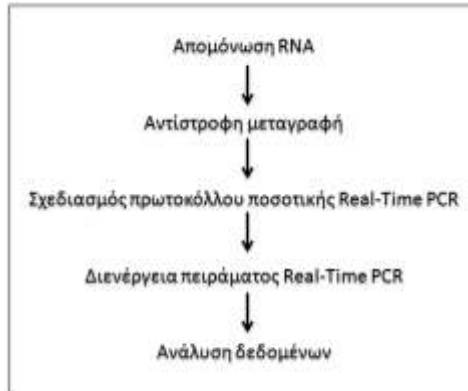 Απομόνωση RNA
Αντίστροφη μεταγραφή
Σχεδιασμός πρωτοκόλλου ποσοτικής Real-Time PCR
Διενέργεια πειράματος Real-Time PCR
Ανάλυση δεδομένων